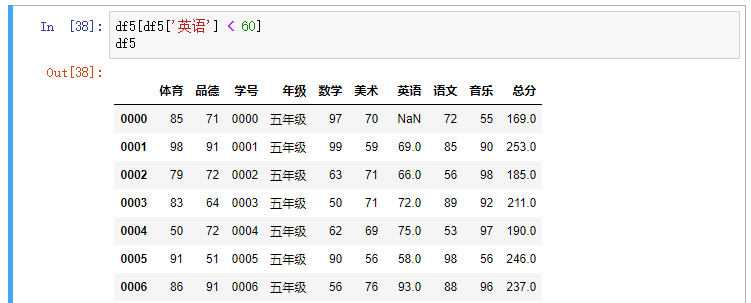 In [38]: df5[df5['英语'] < 60]
df5
Out[38]:
体育 品德 学号 年级 数学 美术 英语 语文 音乐 总分
0000 85 71 0000 五年级 97 70 NaN 72 55 169.0
0001 98 91 0001 五年级 99 59 69.0 85 90 253.0
0002 79 72 0002 五年级 63 71 66.0 56 98 185.0
0003 83 64 0003 五年级 50 71 72.0 89 92 211.0
0004 50 72 0004 五年级 62 69 75.0 53 97 190.0
0005 91 51 0005 五年级 90 56 58.0 98 56 246.0
0006 86 91 0006 五年级 56 76 93.0 88 96 237.0